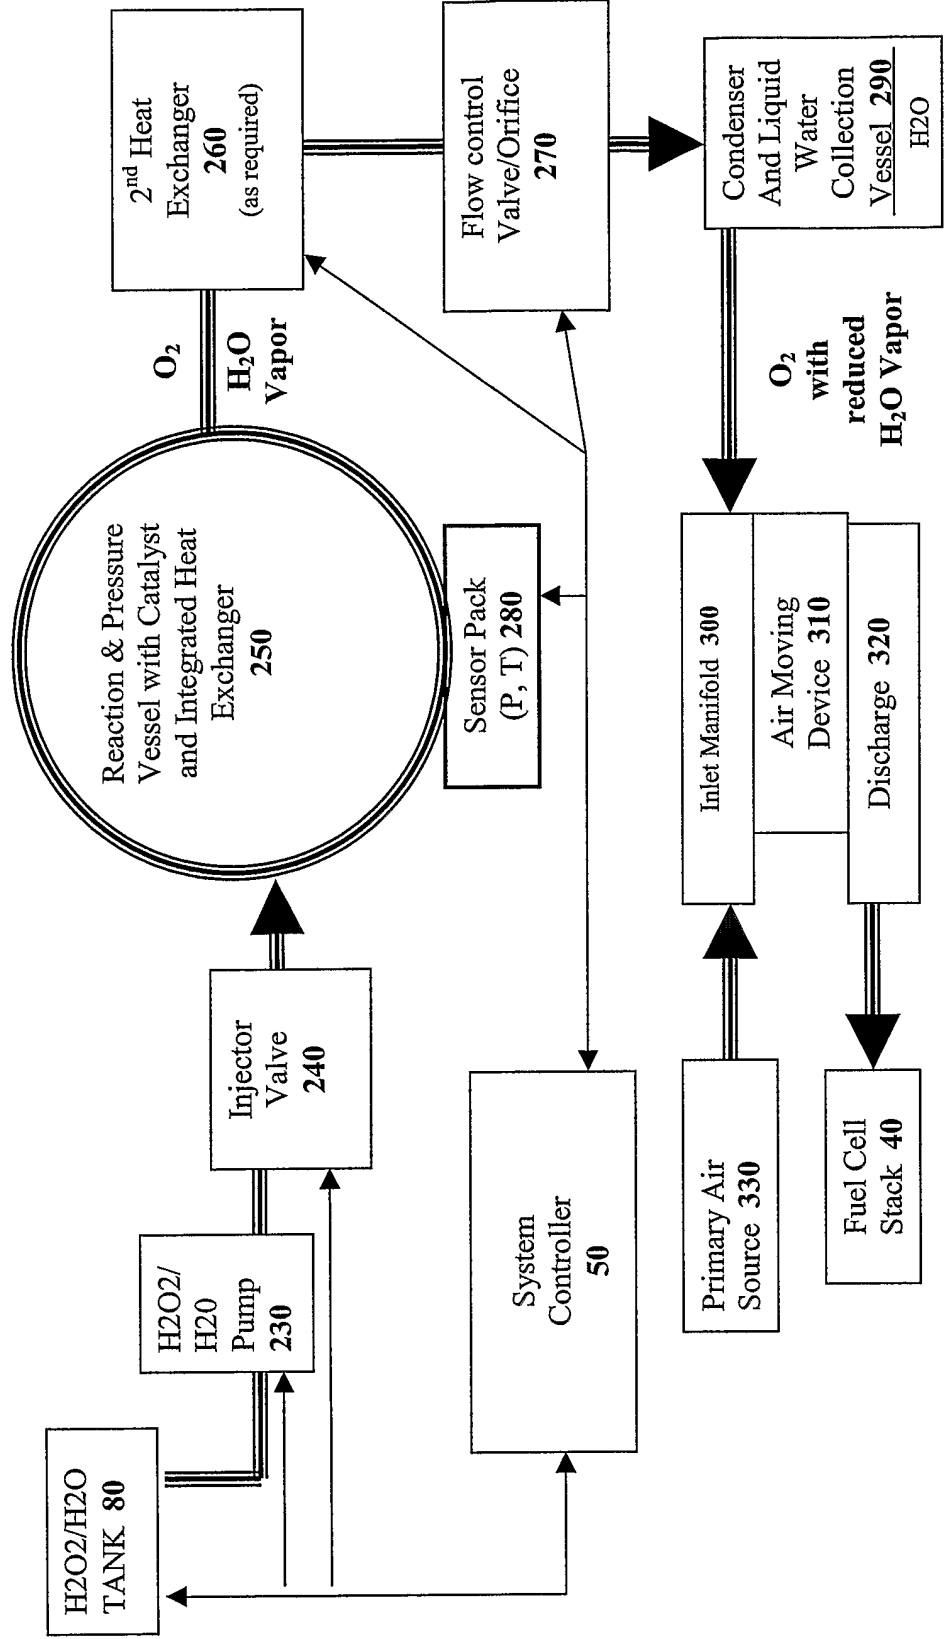 H2O2/H2O
TANK 80
H2O2/
H20
Pump
230
Injector
Valve
240
Reaction & Pressure
Vessel with Catalyst
and Integrated Heat
Exchanger
250
O₂
H₂O
Vapor
2nd Heat
Exchanger
260
(as required)
Flow control
Valve/Orifice
270
Sensor Pack
(P, T) 280
System
Controller
50
Condenser
And Liquid
Water
Collection
Vessel 290
H2O
O₂
with
reduced
H₂O Vapor
Inlet Manifold 300
Air Moving
Device 310
Discharge 320
Primary Air
Source 330
Fuel Cell
Stack 40